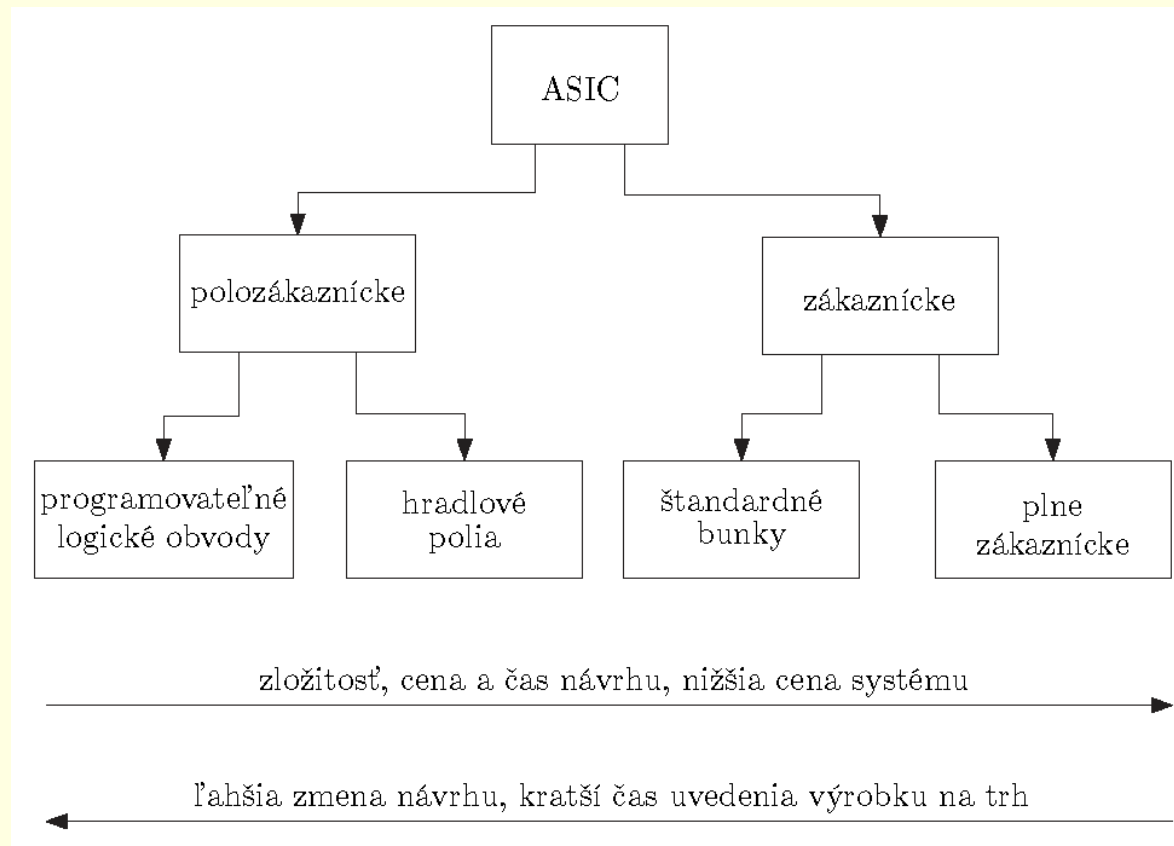 ASIC
polozákaznícke
zákaznícke
programovateľné
logické obvody
hradlové
polia
štandardné
bunky
plne
zákaznícke
zložitosť, cena a čas návrhu, nižšia cena systému
ľahšia zmena návrhu, kratší čas uvedenia výrobku na trh